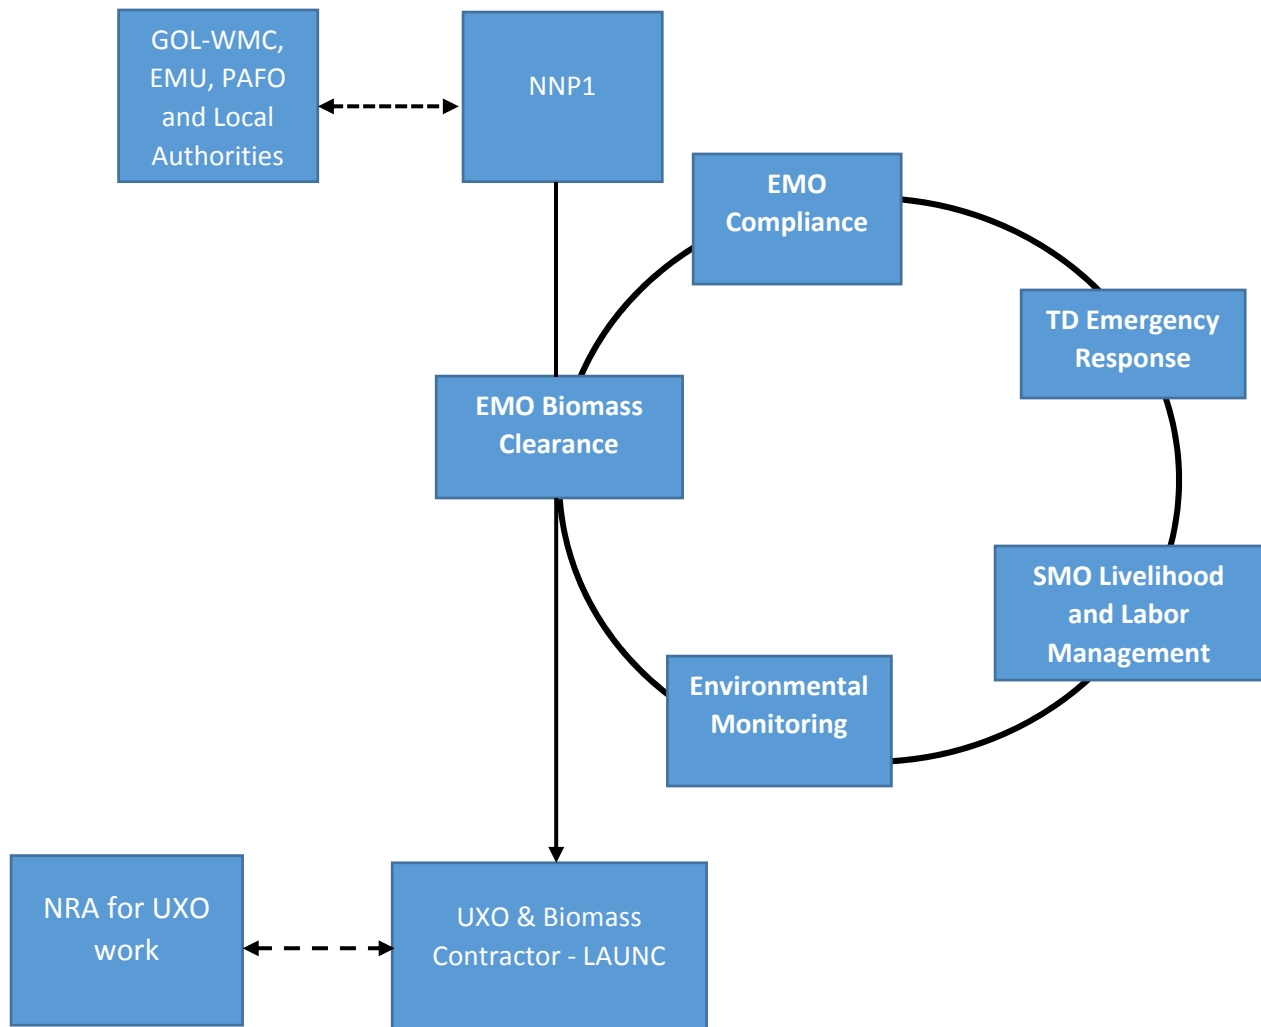 GOL-WMC,
EMU, PAFO
and Local
Authorities
NNP1
EMO
Compliance
TD Emergency
Response
EMO Biomass
Clearance
SMO Livelihood
and Labor
Management
Environmental
Monitoring
NRA for UXO
work
UXO & Biomass
Contractor - LAUNC